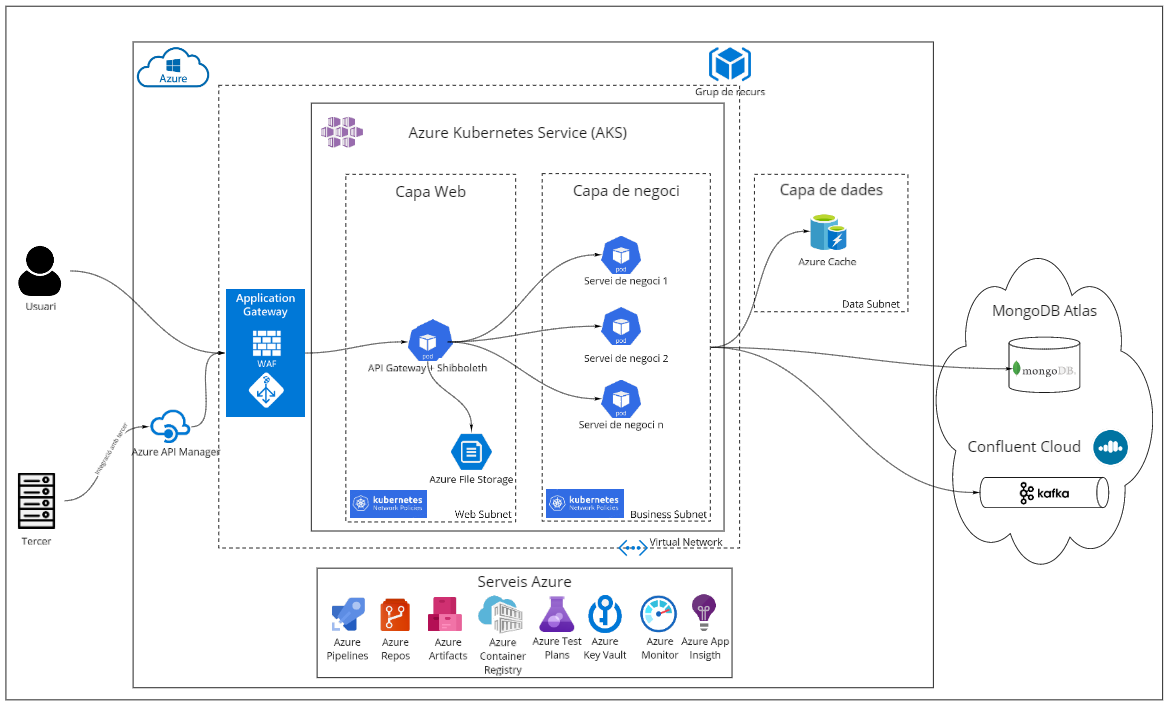 Azure
Grup de recurs
Azure Kubernetes Service (AKS)
Capa Web
Capa de negoci
Capa de dades
Servei de negoci 1
pod
Azure Cache
Data Subnet
Usuari
Application
Gateway
WAF
pod
API Gateway + Shibboleth
pod
Servei de negoci 2
pod
Servei de negoci n
MongoDB Atlas
mongoDB.
Integració amb tercer
Azure API Manager
Azure File Storage
kubernetes
Network Policies
Web Subnet
kubernetes
Network Policies
Business Subnet
Confluent Cloud
kafka
Tercer
Virtual Network
Serveis Azure
Azure
Pipelines
Azure
Repos
Azure
Artifacts
Azure
Container
Registry
Azure Test
Plans
Azure
Key Vault
Azure
Monitor
Azure App
Insigth